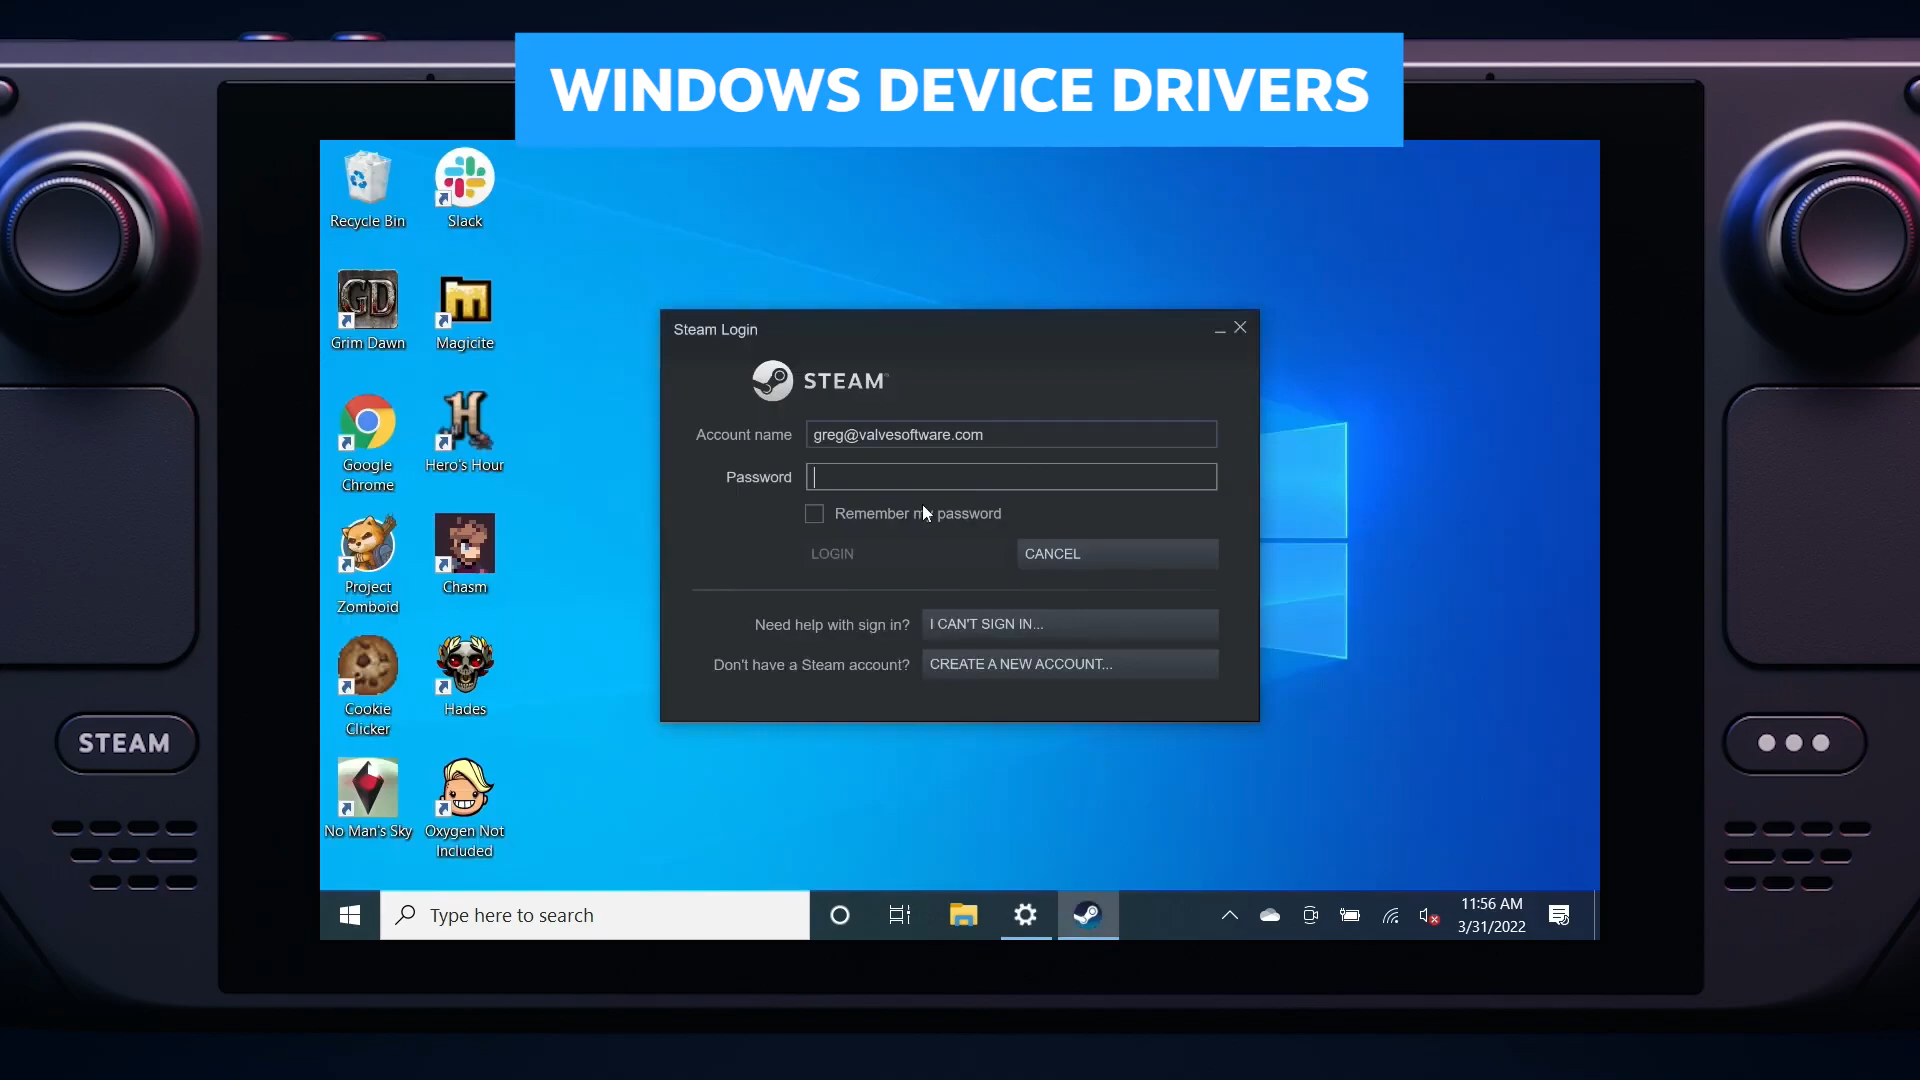 WINDOWS DEVICE DRIVERS
Recycle Bin
Slack
Grim Dawn
Magicite
Google
Chrome
Hero's Hour
Project
Zomboid
Chasm
Cookie
Clicker
Hades
No Man's Sky
Oxygen Not
Included
Steam Login
STEAM™
Account name
greg@valvesoftware.com
Password
Remember my password
LOGIN
CANCEL
Need help with sign in?
I CAN'T SIGN IN...
Don't have a Steam account?
CREATE A NEW ACCOUNT...
STEAM
Type here to search
11:56 AM
3/31/2022
GD
m
H